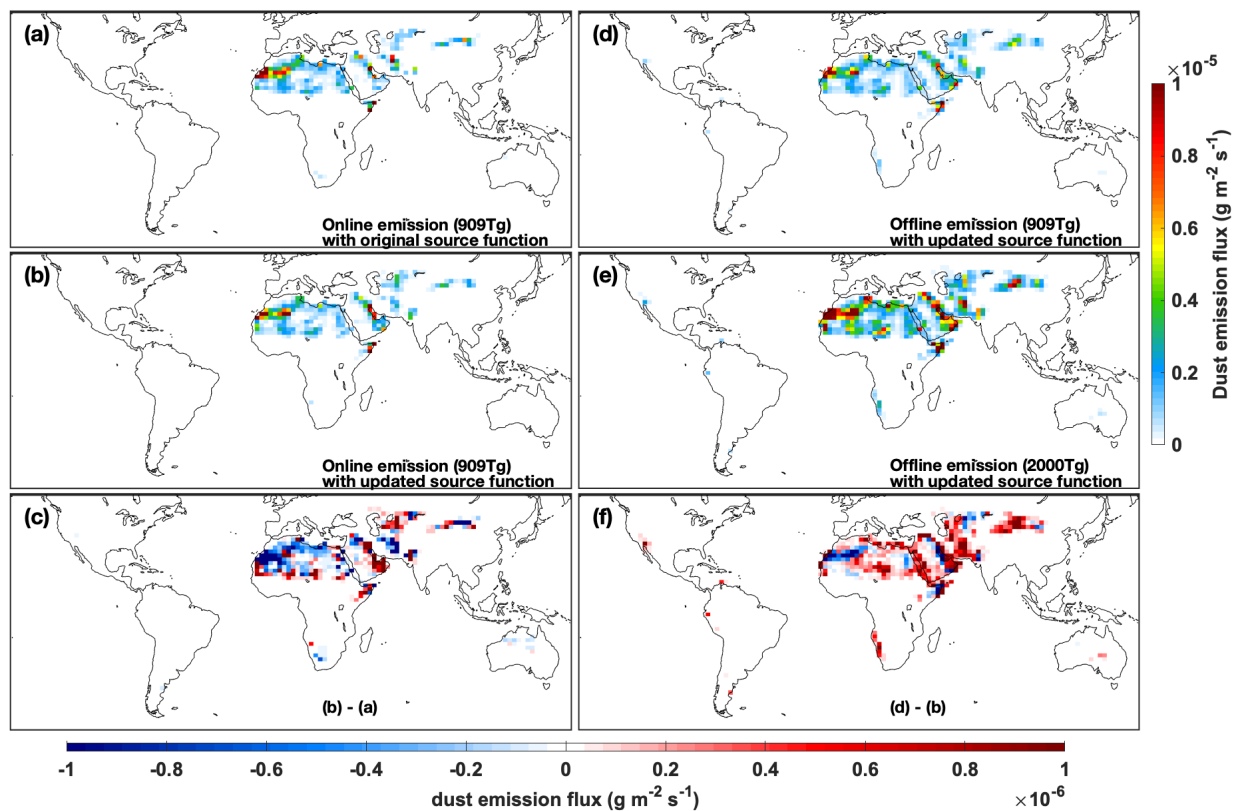 (a)
Online emission (909Tg)
with original source function
(d)
Offline emission (909Tg)
with updated source function
(b)
Online emission (909Tg)
with updated source function
(e)
Offline emission (2000Tg)
with updated source function
(c)
(b) - (a)
(f)
(d) - (b)
×10⁻⁵
1
0.8
0.6
0.4
0.2
0
Dust emission flux (g m⁻² s⁻¹)
-1 -0.8 -0.6 -0.4 -0.2 0 0.2 0.4 0.6 0.8 1
dust emission flux (g m⁻² s⁻¹)
×10⁻⁶